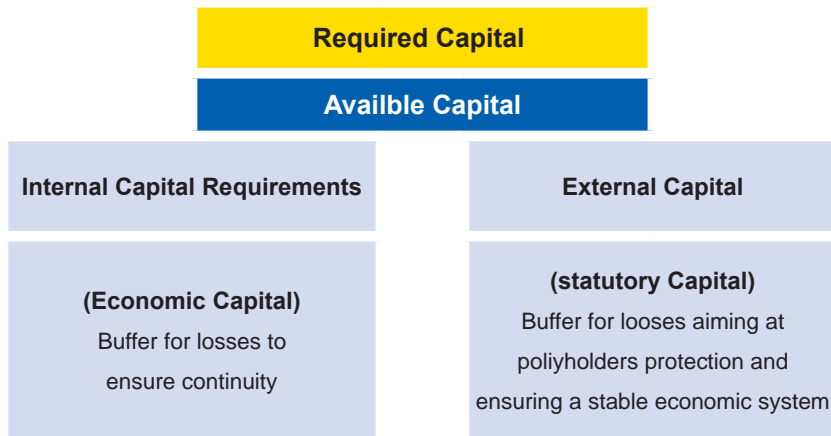 Required Capital
Availble Capital
Internal Capital Requirements
External Capital
(Economic Capital)
Buffer for losses to
ensure continuity
(statutory Capital)
Buffer for looses aiming at
poliyholders protection and
ensuring a stable economic system